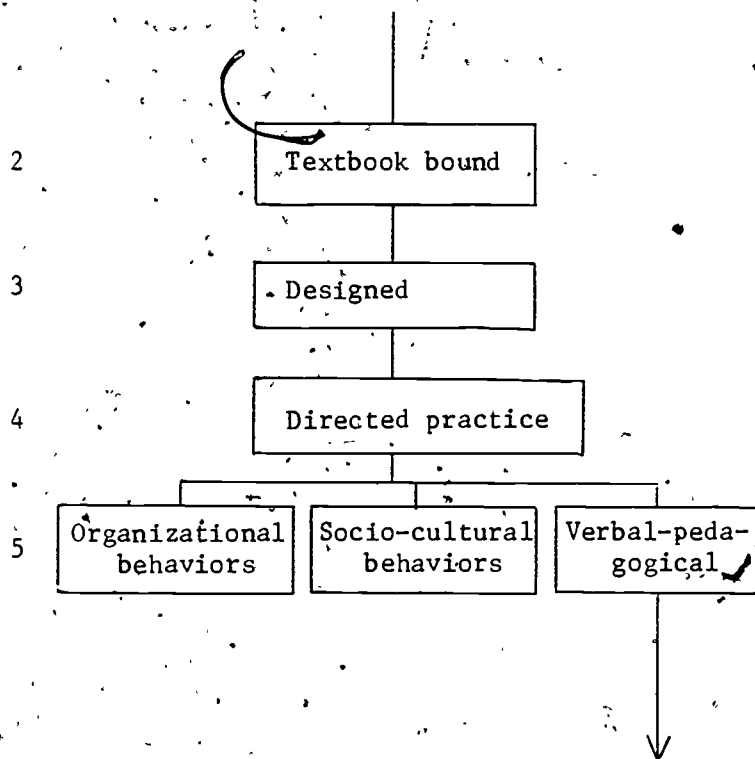 2
Textbook bound
3
Designed
4
Directed practice
5
Organizational
behaviors
Socio-cultural
behaviors
Verbal-peda-
gogical